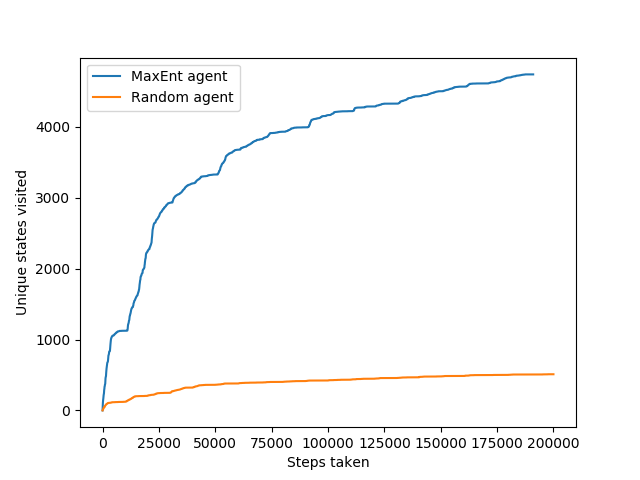 MaxEnt agent
Random agent
Unique states visited
4000
3000
2000
1000
0
0 25000 50000 75000 100000 125000 150000 175000 200000
Steps taken